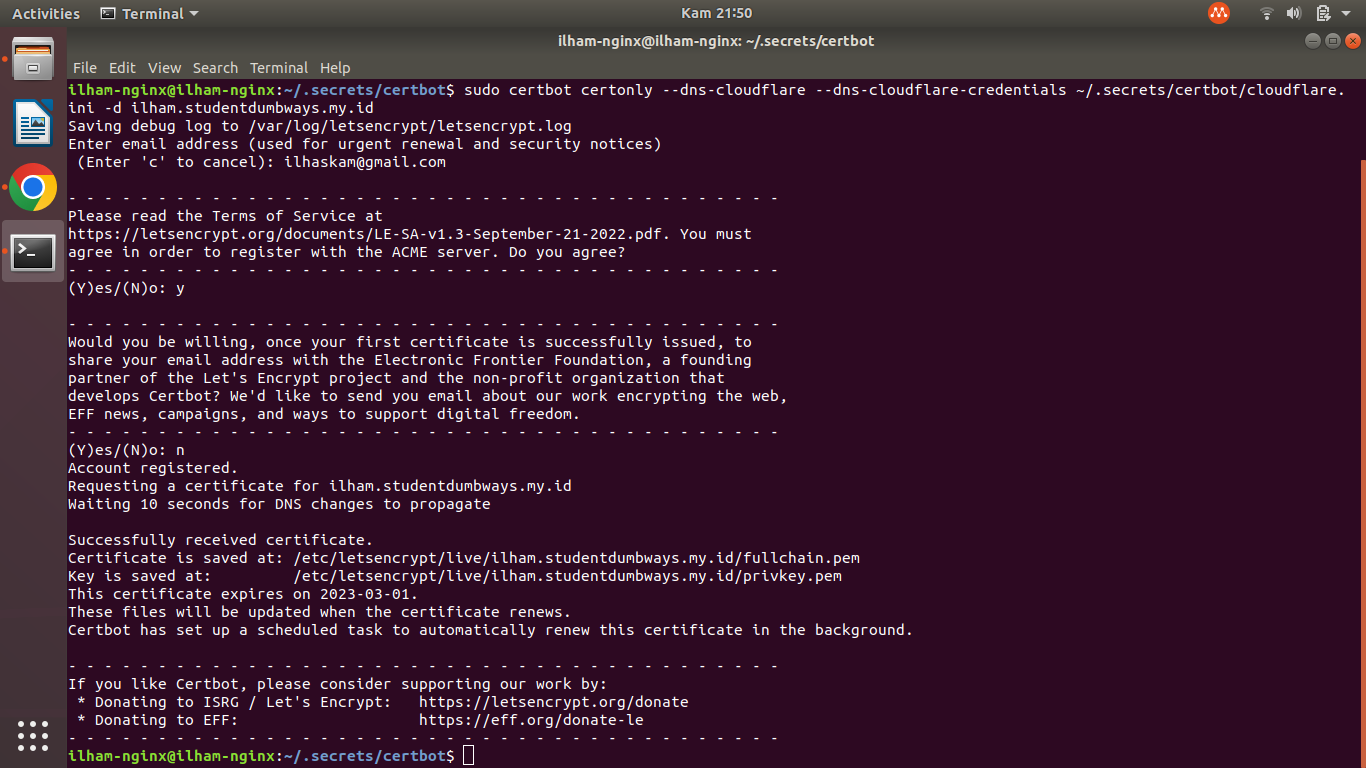 Activities
Terminal
Kam 21:50
ilham-nginx@ilham-nginx: ~/.secrets/certbot
File Edit View Search Terminal Help
ilham-nginx@ilham-nginx:~/.secrets/certbot$ sudo certbot certonly --dns-cloudflare --dns-cloudflare-credentials ~/.secrets/certbot/cloudflare.
ini -d ilham.studentdumbways.my.id
Saving debug log to /var/log/letsencrypt/letsencrypt.log
Enter email address (used for urgent renewal and security notices)
 (Enter 'c' to cancel): ilhaskam@gmail.com
- - - - - - - - - - - - - - - - - - - - - - - - - - - - - - - - - - - - - - - -
Please read the Terms of Service at
https://letsencrypt.org/documents/LE-SA-v1.3-September-21-2022.pdf. You must
agree in order to register with the ACME server. Do you agree?
- - - - - - - - - - - - - - - - - - - - - - - - - - - - - - - - - - - - - - - -
(Y)es/(N)o: y
- - - - - - - - - - - - - - - - - - - - - - - - - - - - - - - - - - - - - - - -
Would you be willing, once your first certificate is successfully issued, to
share your email address with the Electronic Frontier Foundation, a founding
partner of the Let's Encrypt project and the non-profit organization that
develops Certbot? We'd like to send you email about our work encrypting the web,
EFF news, campaigns, and ways to support digital freedom.
- - - - - - - - - - - - - - - - - - - - - - - - - - - - - - - - - - - - - - - -
(Y)es/(N)o: n
Account registered.
Requesting a certificate for ilham.studentdumbways.my.id
Waiting 10 seconds for DNS changes to propagate
Successfully received certificate.
Certificate is saved at: /etc/letsencrypt/live/ilham.studentdumbways.my.id/fullchain.pem
Key is saved at:         /etc/letsencrypt/live/ilham.studentdumbways.my.id/privkey.pem
This certificate expires on 2023-03-01.
These files will be updated when the certificate renews.
Certbot has set up a scheduled task to automatically renew this certificate in the background.
- - - - - - - - - - - - - - - - - - - - - - - - - - - - - - - - - - - - - - - -
If you like Certbot, please consider supporting our work by:
 * Donating to ISRG / Let's Encrypt:   https://letsencrypt.org/donate
 * Donating to EFF:                    https://eff.org/donate-le
- - - - - - - - - - - - - - - - - - - - - - - - - - - - - - - - - - - - - - - -
ilham-nginx@ilham-nginx:~/.secrets/certbot$